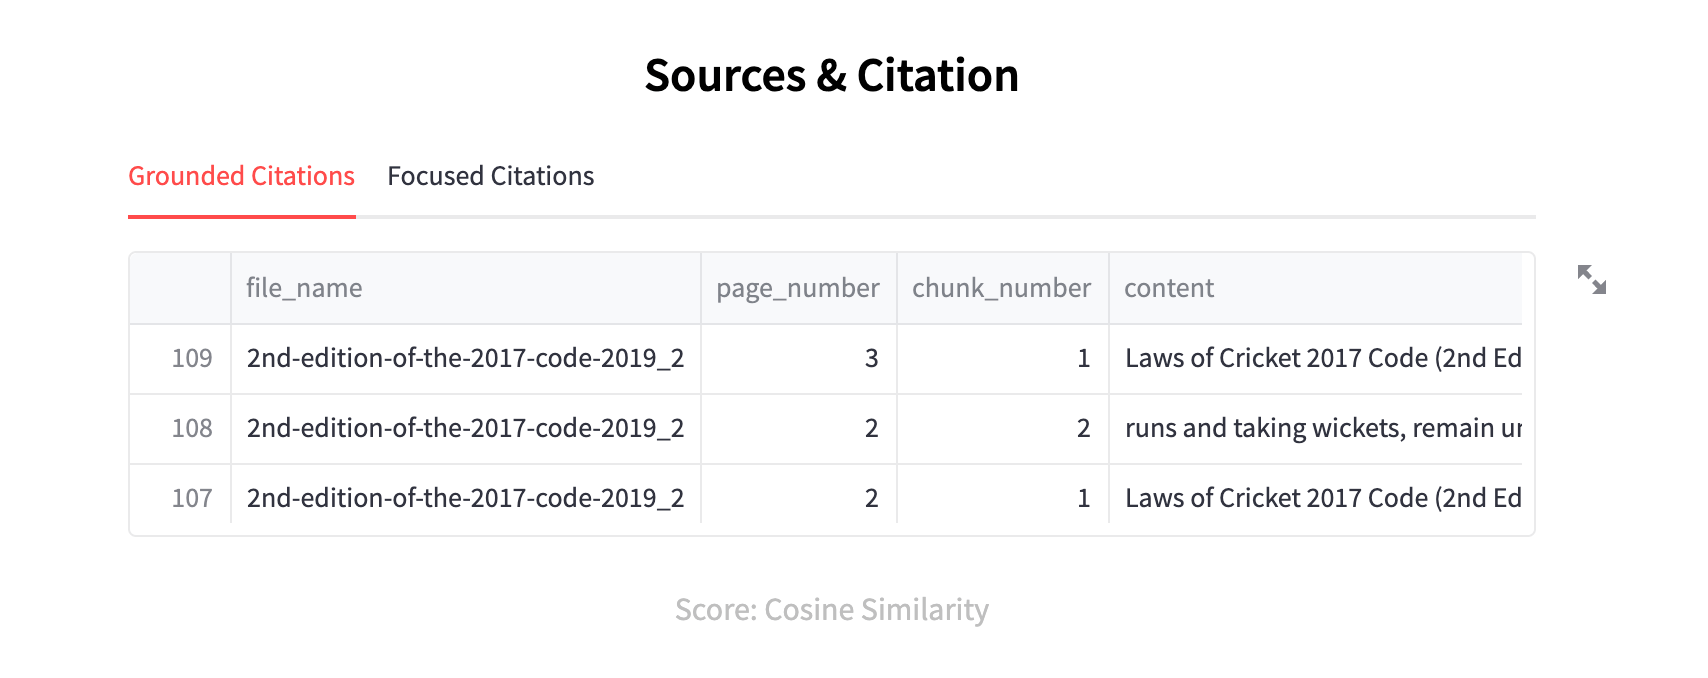 Sources & Citation
Grounded Citations Focused Citations
file_name page_number chunk_number content
109 2nd-edition-of-the-2017-code-2019_2 3 1 Laws of Cricket 2017 Code (2nd Ed
108 2nd-edition-of-the-2017-code-2019_2 2 2 runs and taking wickets, remain
107 2nd-edition-of-the-2017-code-2019_2 2 1 Laws of Cricket 2017 Code (2nd Ed
Score: Cosine Similarity